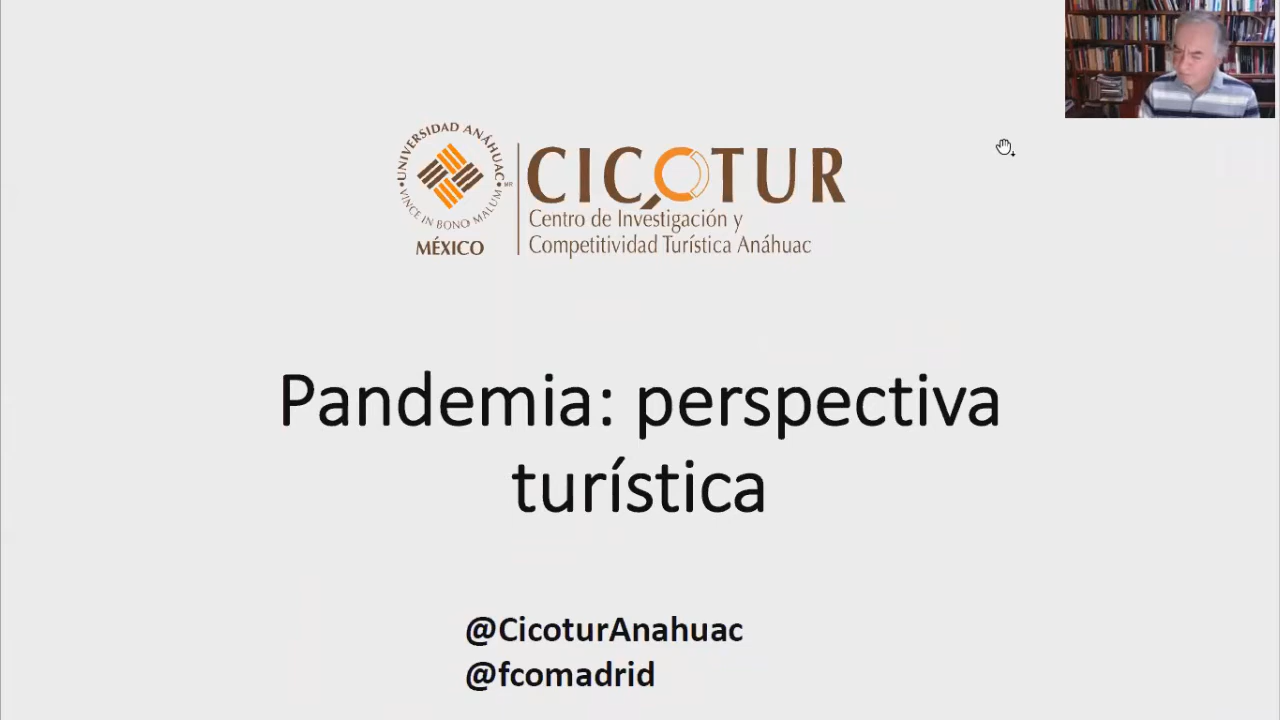 UNIVERSIDAD ANÁHUAC
VINCE IN BONO MALUM
MR
MÉXICO
CICOTUR
Centro de Investigación y
Competitividad Turística Anáhuac
Pandemia: perspectiva
turística
@CicoturAnahuac
@fcomadrid